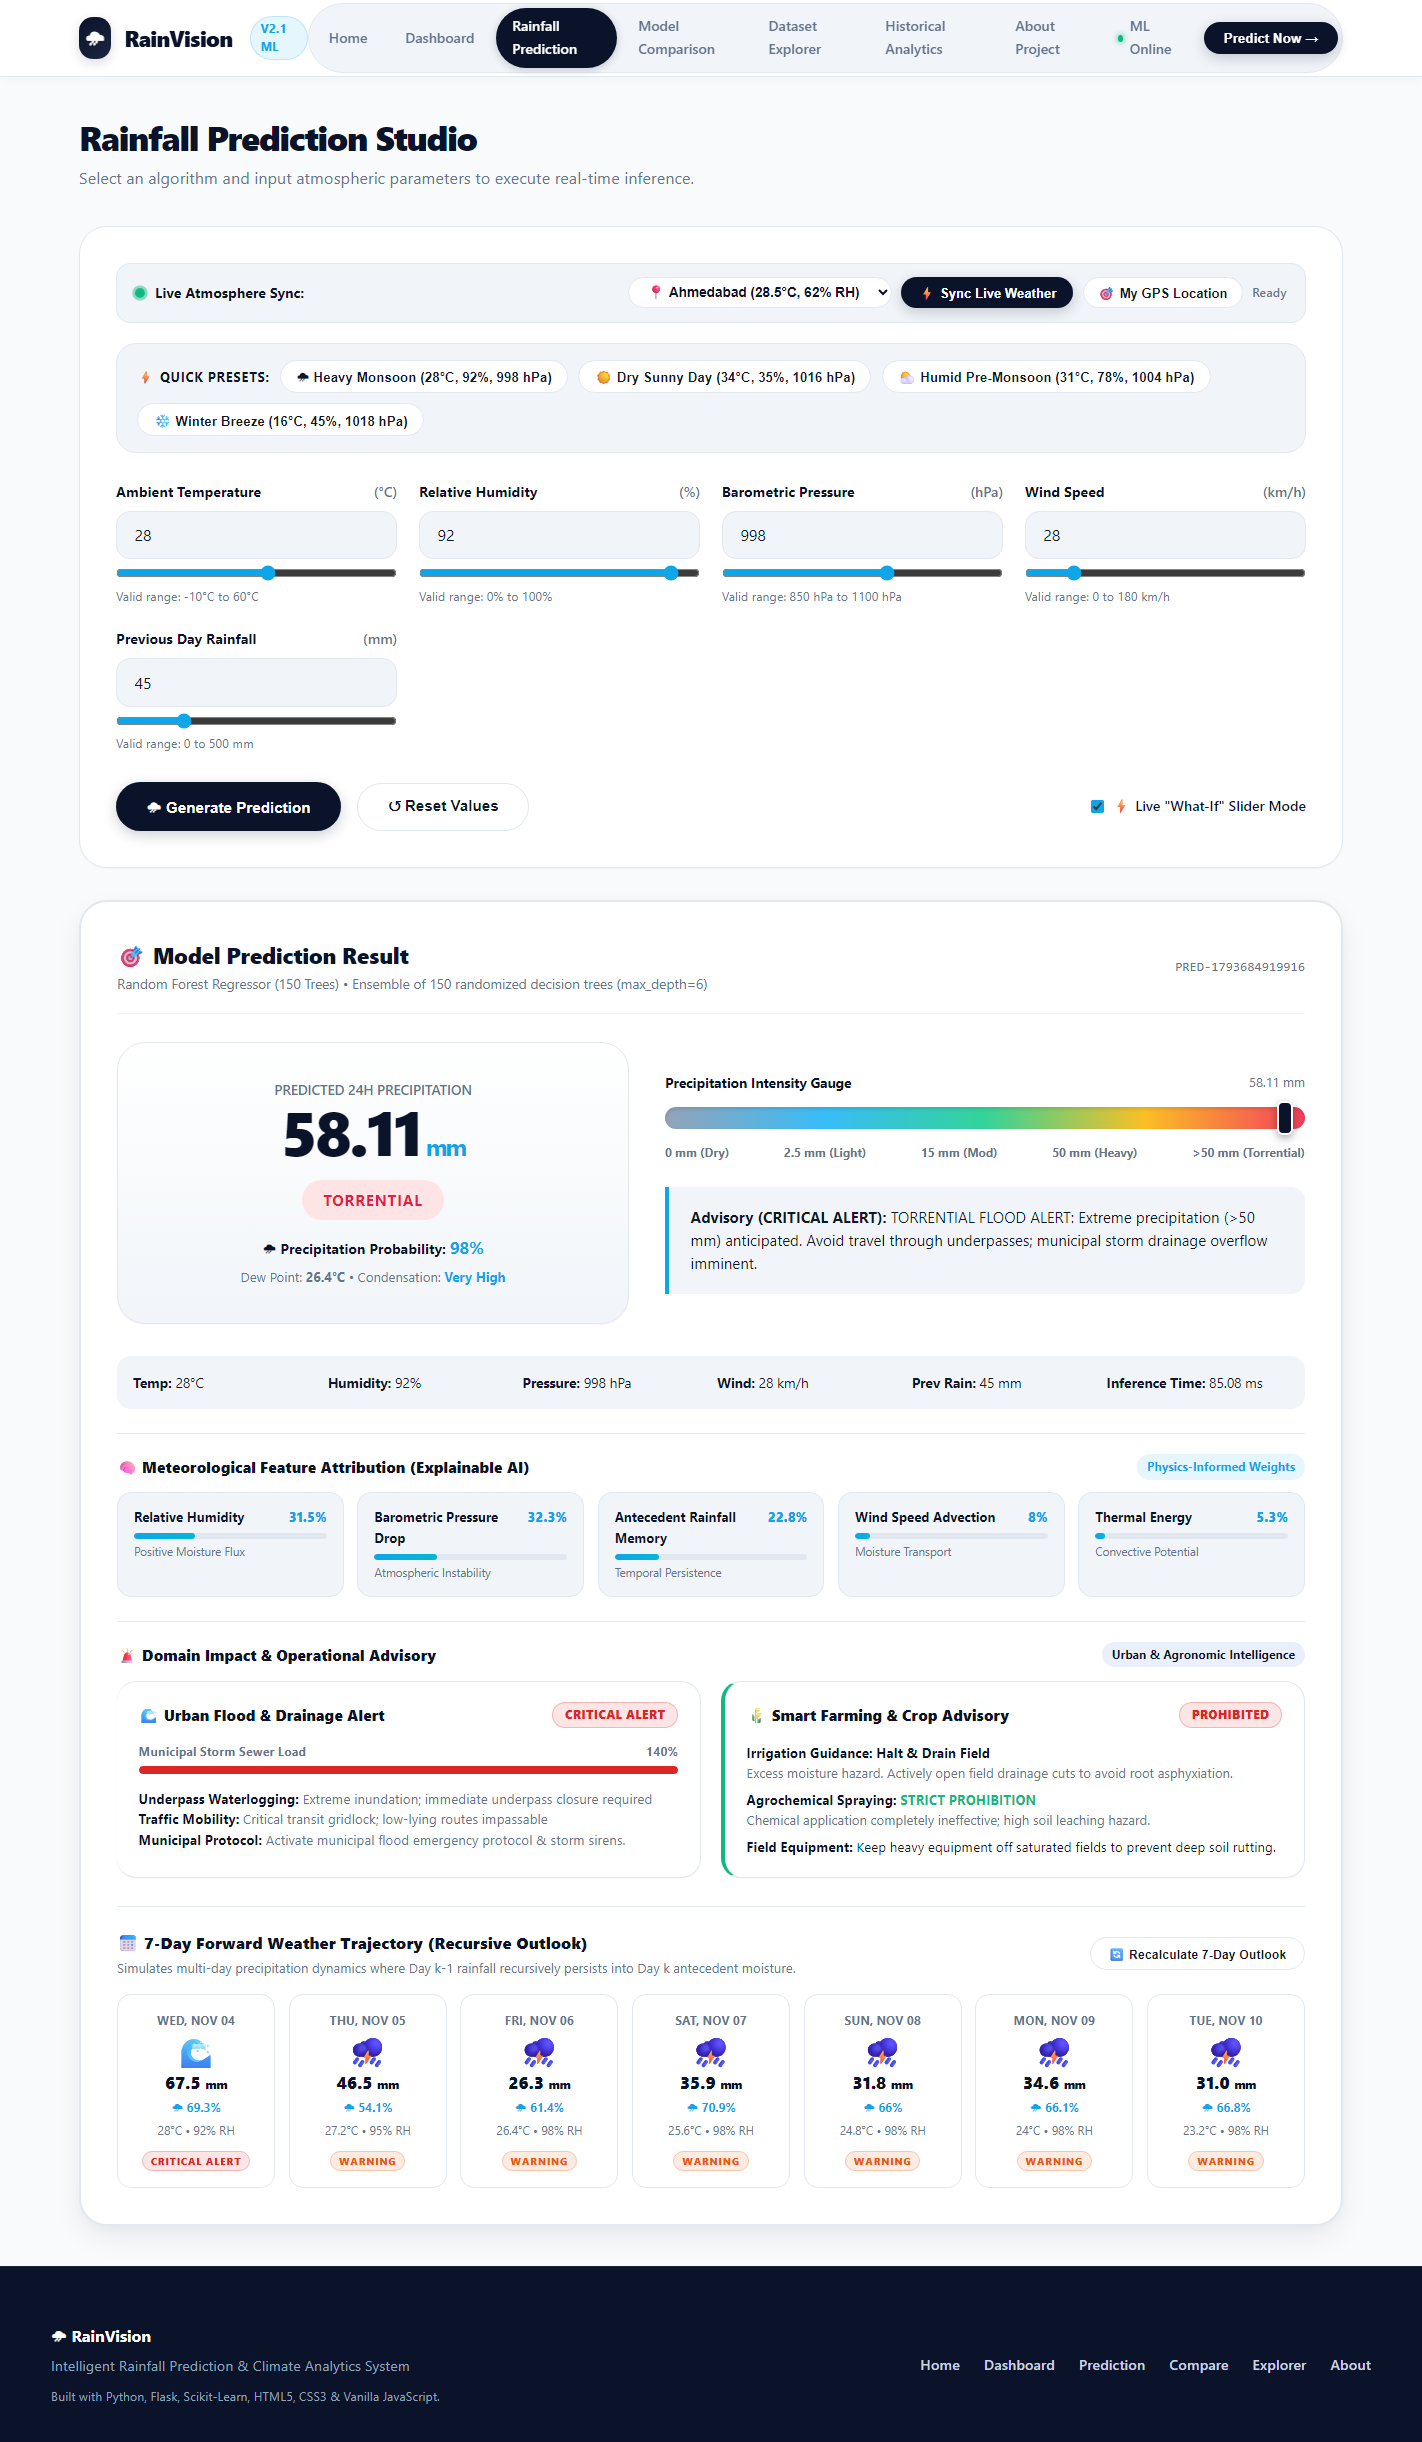 RainVision
V2.1 ML
Home
Dashboard
Rainfall Prediction
Model Comparison
Dataset Explorer
Historical Analytics
About Project
ML Online
Predict Now →
Rainfall Prediction Studio
Select an algorithm and input atmospheric parameters to execute real-time inference.
Live Atmosphere Sync:
Ahmedabad (28.5°C, 62% RH)
Sync Live Weather
My GPS Location
Ready
QUICK PRESETS:
Heavy Monsoon (28°C, 92%, 998 hPa)
Dry Sunny Day (34°C, 35%, 1016 hPa)
Humid Pre-Monsoon (31°C, 78%, 1004 hPa)
Winter Breeze (16°C, 45%, 1018 hPa)
Ambient Temperature (°C)
28
Valid range: -10°C to 60°C
Relative Humidity (%)
92
Valid range: 0% to 100%
Barometric Pressure (hPa)
998
Valid range: 850 hPa to 1100 hPa
Wind Speed (km/h)
28
Valid range: 0 to 180 km/h
Previous Day Rainfall (mm)
45
Valid range: 0 to 500 mm
Generate Prediction
↺ Reset Values
Live "What-If" Slider Mode
Model Prediction Result
Random Forest Regressor (150 Trees) • Ensemble of 150 randomized decision trees (max_depth=6)
PRED-1793684919916
PREDICTED 24H PRECIPITATION
58.11 mm
TORRENTIAL
Precipitation Probability: 98%
Dew Point: 26.4°C • Condensation: Very High
Precipitation Intensity Gauge
58.11 mm
0 mm (Dry)
2.5 mm (Light)
15 mm (Mod)
50 mm (Heavy)
>50 mm (Torrential)
Advisory (CRITICAL ALERT): TORRENTIAL FLOOD ALERT: Extreme precipitation (>50
mm) anticipated. Avoid travel through underpasses; municipal storm drainage overflow
imminent.
Temp: 28°C
Humidity: 92%
Pressure: 998 hPa
Wind: 28 km/h
Prev Rain: 45 mm
Inference Time: 85.08 ms
Meteorological Feature Attribution (Explainable AI)
Physics-Informed Weights
Relative Humidity 31.5%
Positive Moisture Flux
Barometric Pressure Drop 32.3%
Atmospheric Instability
Antecedent Rainfall Memory 22.8%
Temporal Persistence
Wind Speed Advection 8%
Moisture Transport
Thermal Energy 5.3%
Convective Potential
Domain Impact & Operational Advisory
Urban & Agronomic Intelligence
Urban Flood & Drainage Alert
CRITICAL ALERT
Municipal Storm Sewer Load 140%
Underpass Waterlogging: Extreme inundation; immediate underpass closure required
Traffic Mobility: Critical transit gridlock; low-lying routes impassable
Municipal Protocol: Activate municipal flood emergency protocol & storm sirens.
Smart Farming & Crop Advisory
PROHIBITED
Irrigation Guidance: Halt & Drain Field
Excess moisture hazard. Actively open field drainage cuts to avoid root asphyxiation.
Agrochemical Spraying: STRICT PROHIBITION
Chemical application completely ineffective; high soil leaching hazard.
Field Equipment: Keep heavy equipment off saturated fields to prevent deep soil rutting.
7-Day Forward Weather Trajectory (Recursive Outlook)
Simulates multi-day precipitation dynamics where Day k-1 rainfall recursively persists into Day k antecedent moisture.
Recalculate 7-Day Outlook
WED, NOV 04
67.5 mm
69.3%
28°C • 92% RH
CRITICAL ALERT
THU, NOV 05
46.5 mm
54.1%
27.2°C • 95% RH
WARNING
FRI, NOV 06
26.3 mm
61.4%
26.4°C • 98% RH
WARNING
SAT, NOV 07
35.9 mm
70.9%
25.6°C • 98% RH
WARNING
SUN, NOV 08
31.8 mm
66%
24.8°C • 98% RH
WARNING
MON, NOV 09
34.6 mm
66.1%
24°C • 98% RH
WARNING
TUE, NOV 10
31.0 mm
66.8%
23.2°C • 98% RH
WARNING
RainVision
Intelligent Rainfall Prediction & Climate Analytics System
Built with Python, Flask, Scikit-Learn, HTML5, CSS3 & Vanilla JavaScript.
Home
Dashboard
Prediction
Compare
Explorer
About